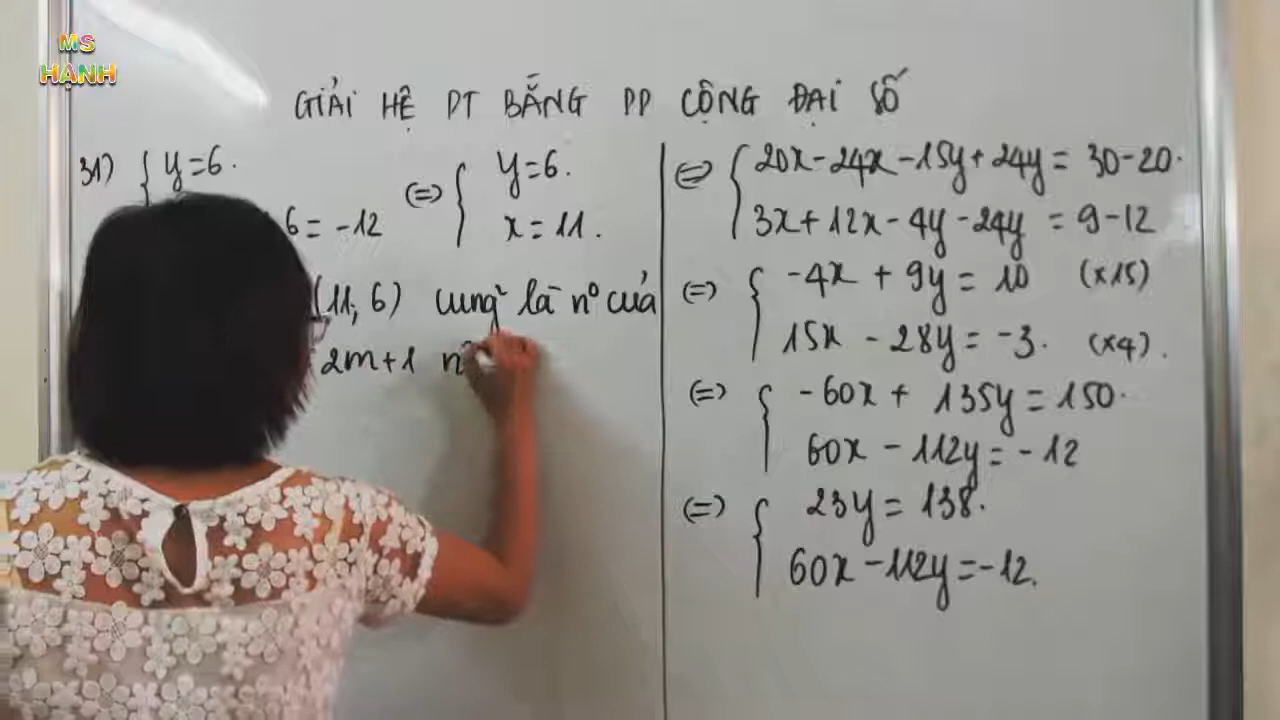 MS
HẠNH
GIẢI HỆ PT BẰNG PP CỘNG ĐẠI SỐ
31) { y=6.
6 = -12
(=) { y=6.
x = 11.
(11; 6) cũng là n° của
2m+1 n
(=) { 20x - 24x - 15y + 24y = 30 - 20.
3x + 12x - 4y - 24y = 9 - 12
(=) { -4x + 9y = 10 (x15)
15x - 28y = -3. (x4).
(=) { -60x + 135y = 150.
60x - 112y = -12
(=) { 23y = 138.
60x - 112y = -12.